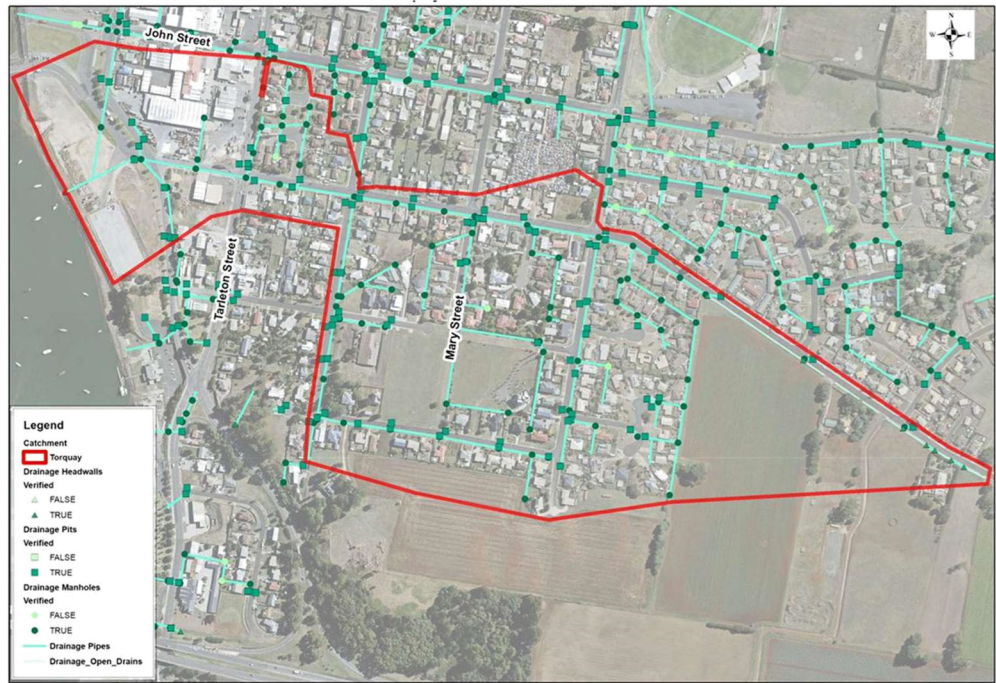 John Street
N
W E
S
Tarleton Street
Mary Street
Legend
Catchment
Torquay
Drainage Headwalls
Verified
FALSE
TRUE
Drainage Pits
Verified
FALSE
TRUE
Drainage Manholes
Verified
FALSE
TRUE
Drainage Pipes
Drainage_Open_Drains